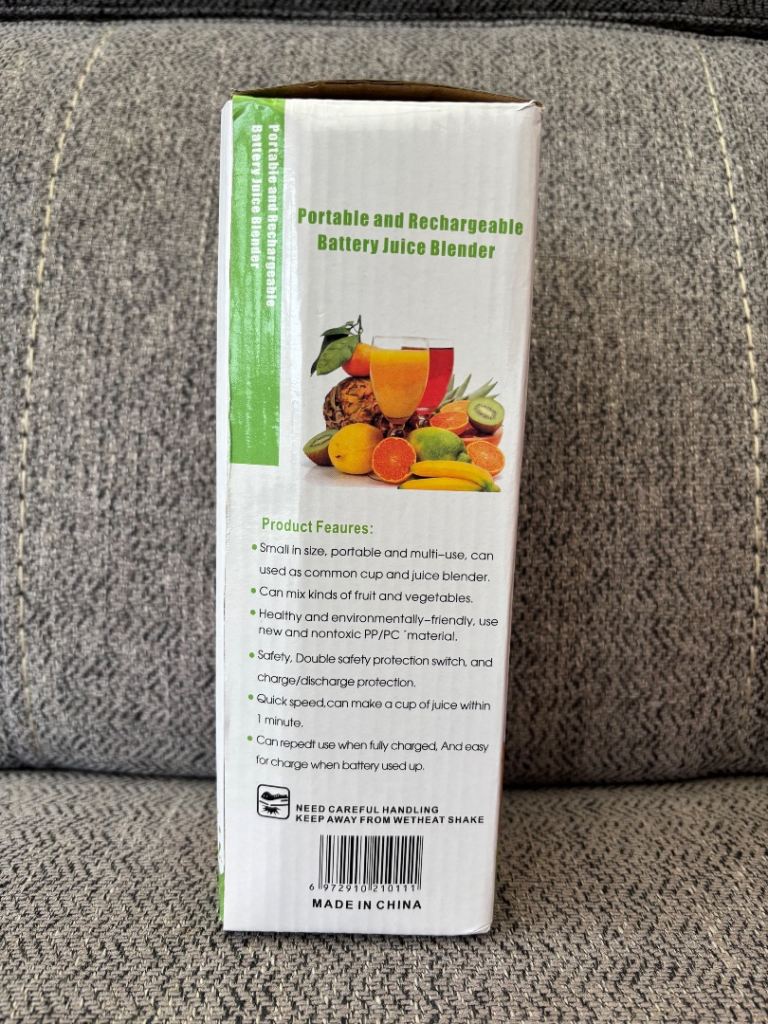 Portable and Rechargeable
Battery Juice Blender
Portable and Rechargeable
Battery Juice Blender
Product Feaures:
• Small in size, portable and multi-use, can
used as common cup and juice blender.
• Can mix kinds of fruit and vegetables.
• Healthy and environmentally-friendly, use
new and nontoxic PP/PC ´material.
• Safety, Double safety protection switch, and
charge/discharge protection.
• Quick speed,can make a cup of juice within
1 minute.
• Can repedt use when fully charged, And easy
for charge when battery used up.
NEED CAREFUL HANDLING
KEEP AWAY FROM WETHEAT SHAKE
6 972910 210111
MADE IN CHINA